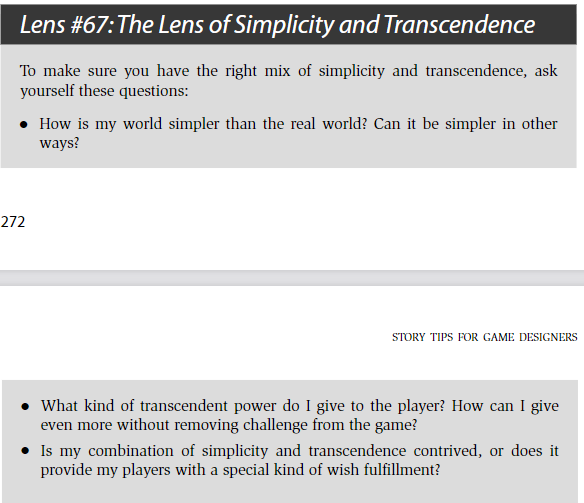 Lens #67: The Lens of Simplicity and Transcendence
To make sure you have the right mix of simplicity and transcendence, ask
yourself these questions:
● How is my world simpler than the real world? Can it be simpler in other
ways?
272
STORY TIPS FOR GAME DESIGNERS
● What kind of transcendent power do I give to the player? How can I give
even more without removing challenge from the game?
● Is my combination of simplicity and transcendence contrived, or does it
provide my players with a special kind of wish fulfillment?